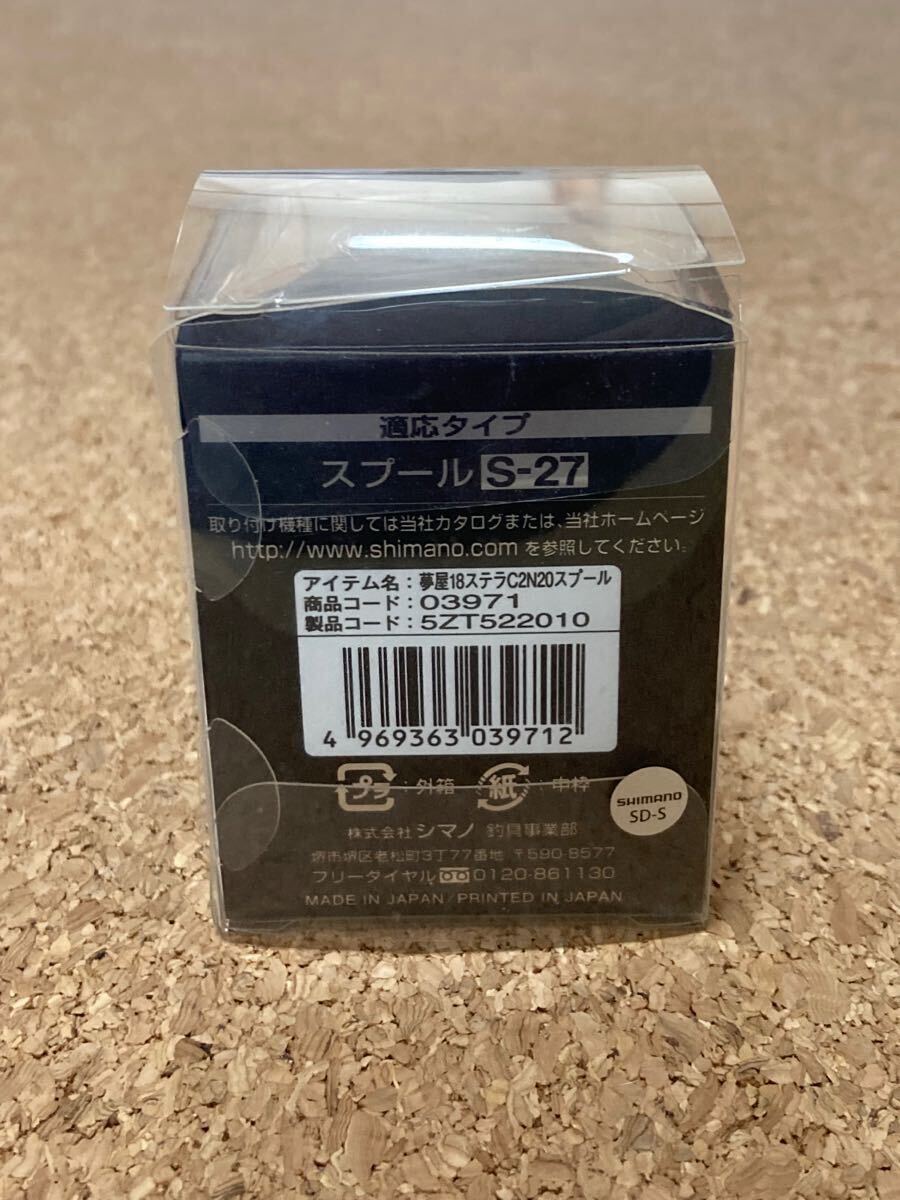 適応タイプ
スプール S-27
取り付け機種に関しては当社カタログまたは、当社ホームページ
http://www.shimano.com を参照してください。
アイテム名：夢屋18ステラC2N20スプール
商品コード：03971
製品コード：5ZT522010
4 969363 039712
プラ：外箱 紙：中枠
SHIMANO
SD-S
株式会社 シマノ 釣具事業部
堺市堺区老松町3丁77番地 〒590-8577
フリーダイヤル 0120-861130
MADE IN JAPAN/PRINTED IN JAPAN